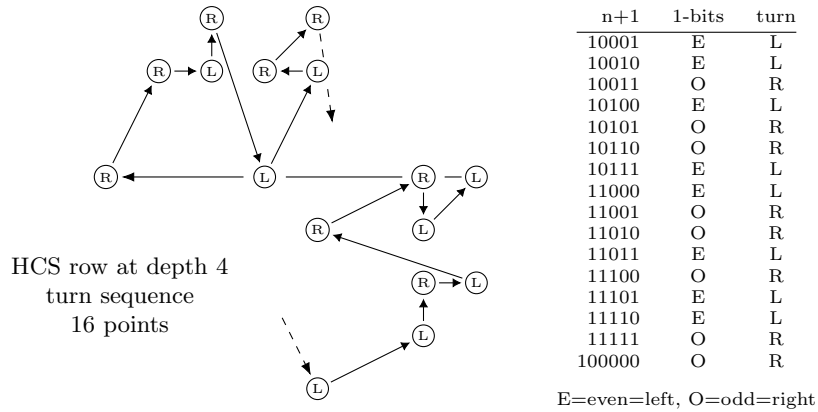 R
R
R
L
R
L
R
L
R
L
R
L
R
L
L
L
HCS row at depth 4
turn sequence
16 points
n+1 1-bits turn
10001 E L
10010 E L
10011 O R
10100 E L
10101 O R
10110 O R
10111 E L
11000 E L
11001 O R
11010 O R
11011 E L
11100 O R
11101 E L
11110 E L
11111 O R
100000 O R
E=even=left, O=odd=right